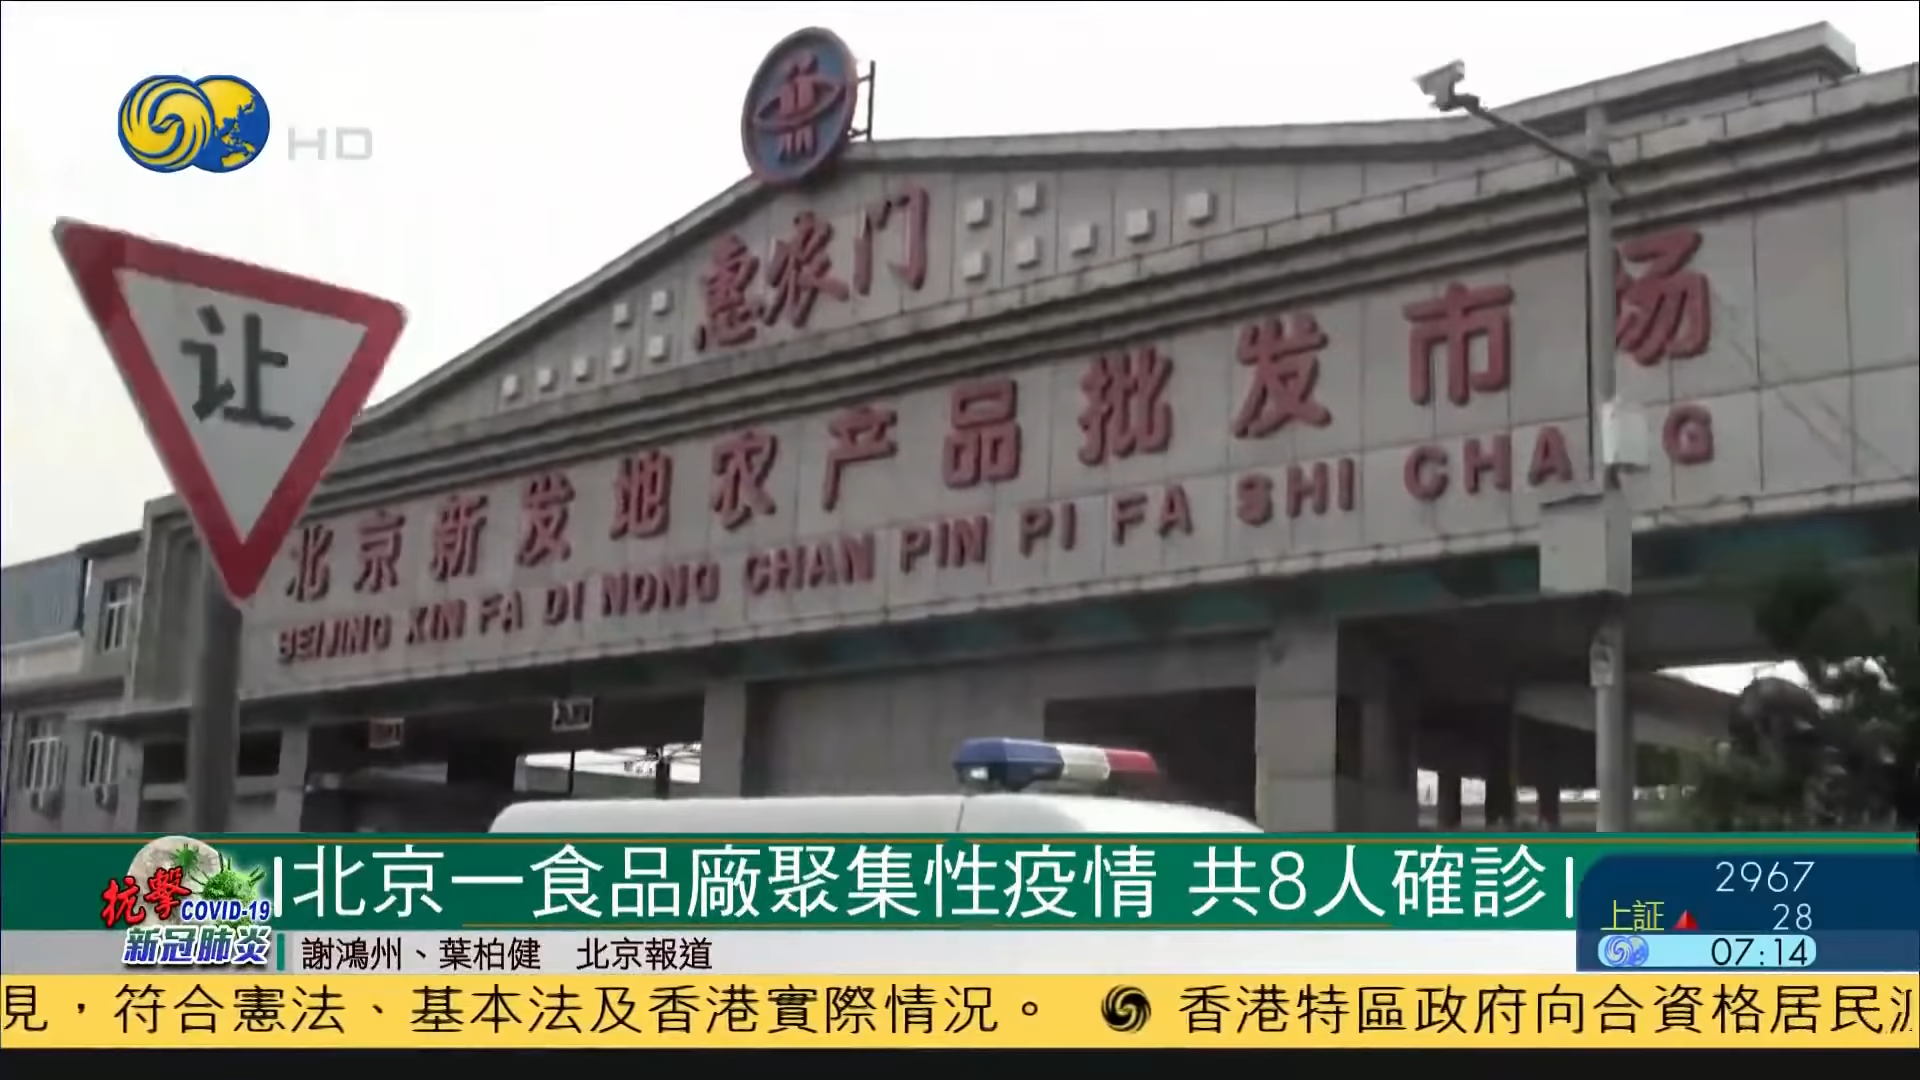 HD
让
惠农门
北京新发地农产品批发市场
BEIJING XIN FA DI NONG CHAN PIN PI FA SHI CHANG
抗擊
COVID-19
新冠肺炎
北京一食品廠聚集性疫情 共8人確診
謝鴻州、葉柏健 北京報道
2967
上証 28
07:14
見，符合憲法、基本法及香港實際情況。 香港特區政府向合資格居民派